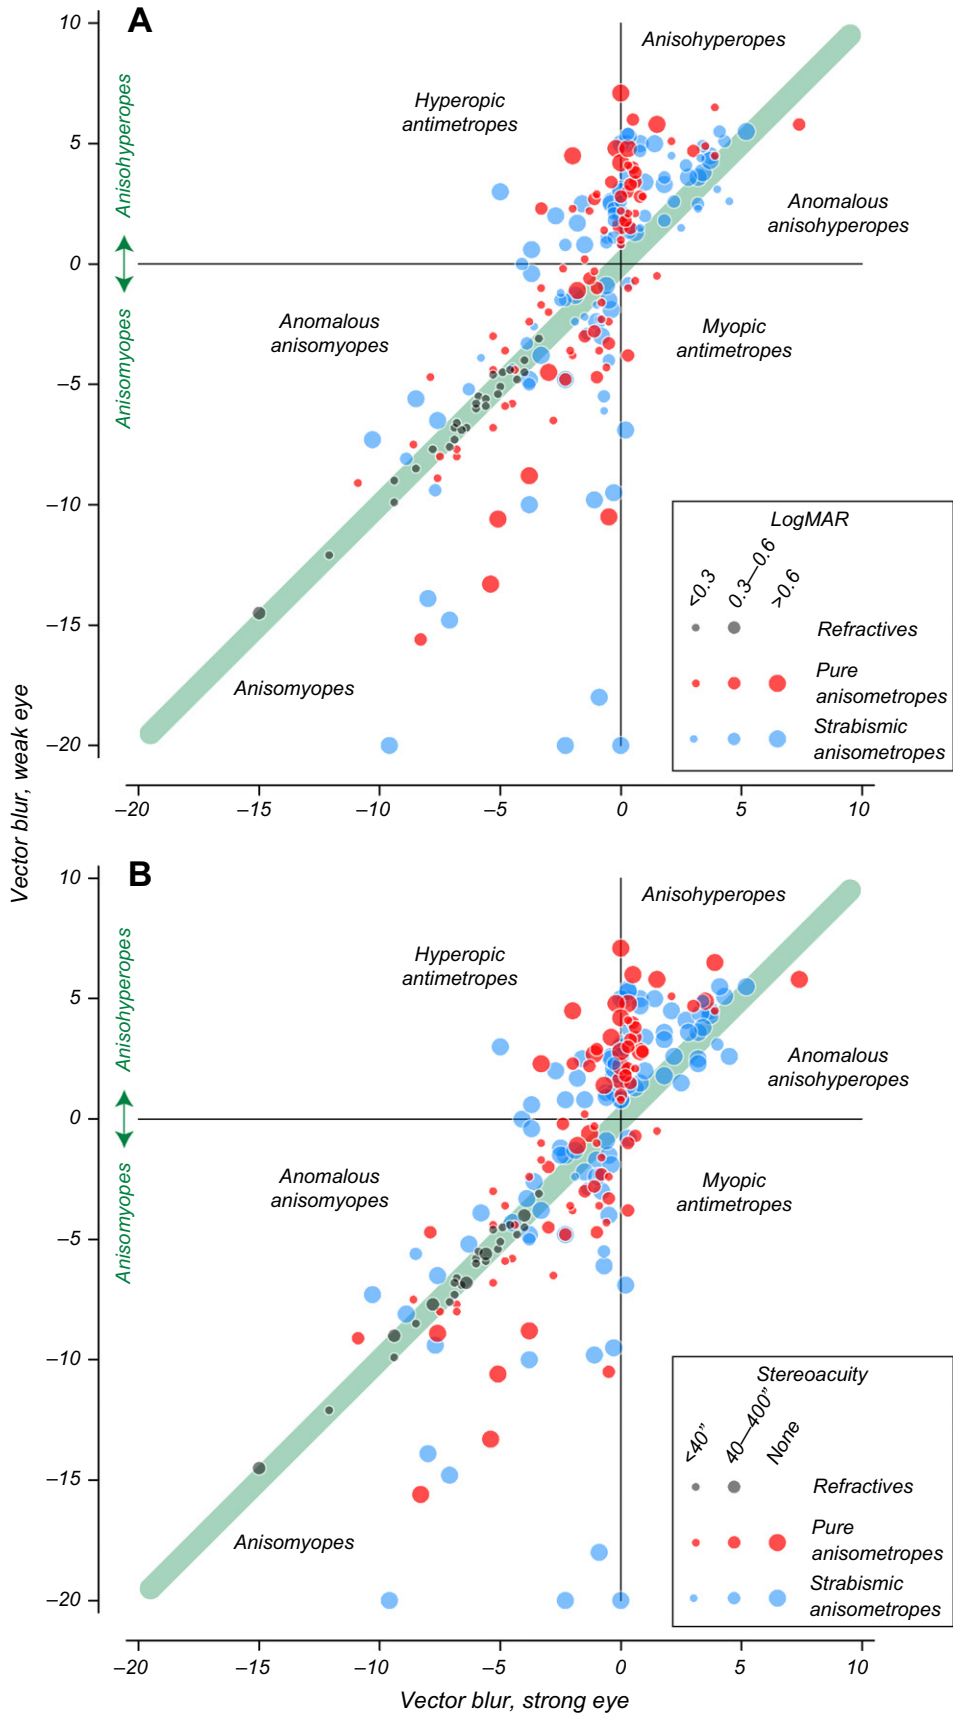 A
10
5
0
−5
−10
−15
−20
Anisohyperopes
Anisomyopes
Anisohyperopes
Hyperopic
antimetropes
Anomalous
anisohyperopes
Anomalous
anisomyopes
Myopic
antimetropes
Anisomyopes
LogMAR
<0.3
0.3—0.6
>0.6
Refractives
Pure
anisometropes
Strabismic
anisometropes
−20 −15 −10 −5 0 5 10
Vector blur, weak eye
B
10
5
0
−5
−10
−15
−20
Anisohyperopes
Anisomyopes
Anisohyperopes
Hyperopic
antimetropes
Anomalous
anisohyperopes
Anomalous
anisomyopes
Myopic
antimetropes
Anisomyopes
Stereoacuity
<40”
40—400”
None
Refractives
Pure
anisometropes
Strabismic
anisometropes
−20 −15 −10 −5 0 5 10
Vector blur, strong eye